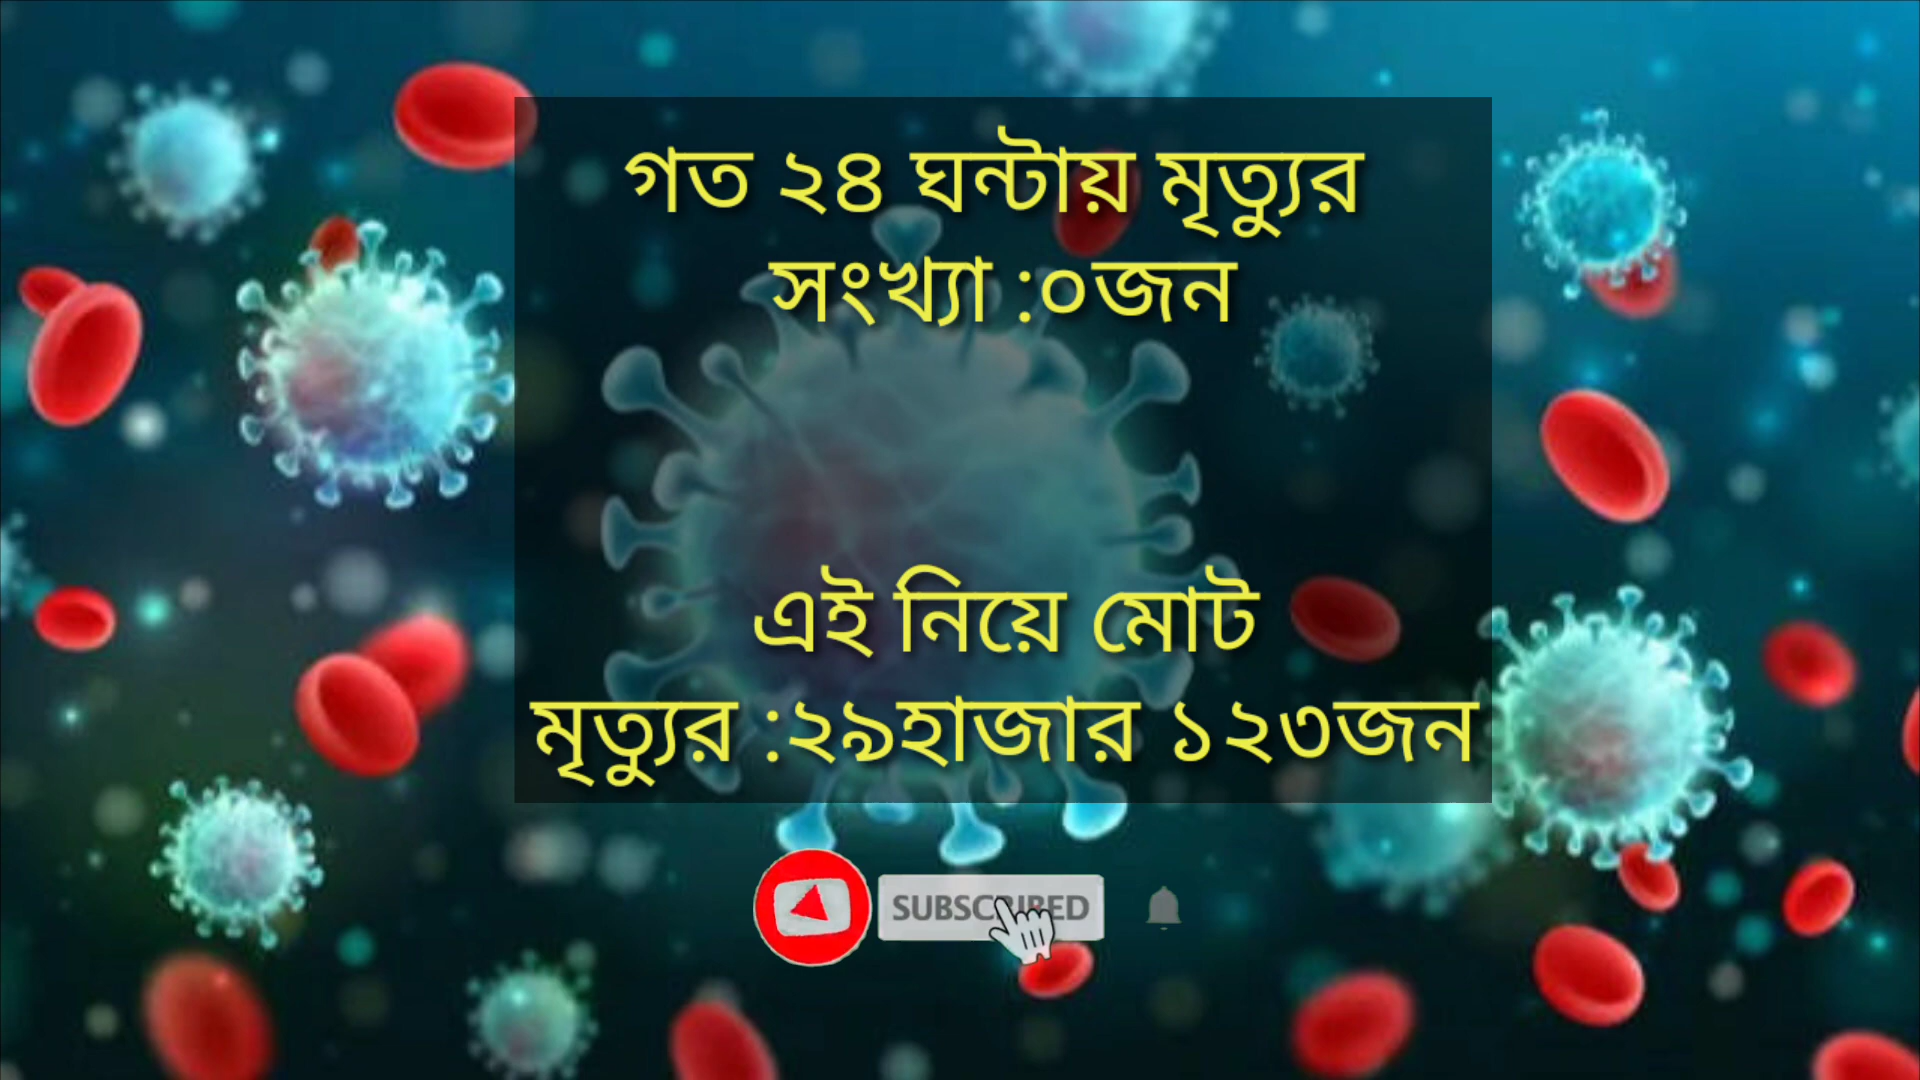 গত ২৪ ঘন্টায় মৃত্যুর
সংখ্যা :০জন
এই নিয়ে মোট
মৃত্যুর :২৯হাজার ১২৩জন
SUBSCRIBED